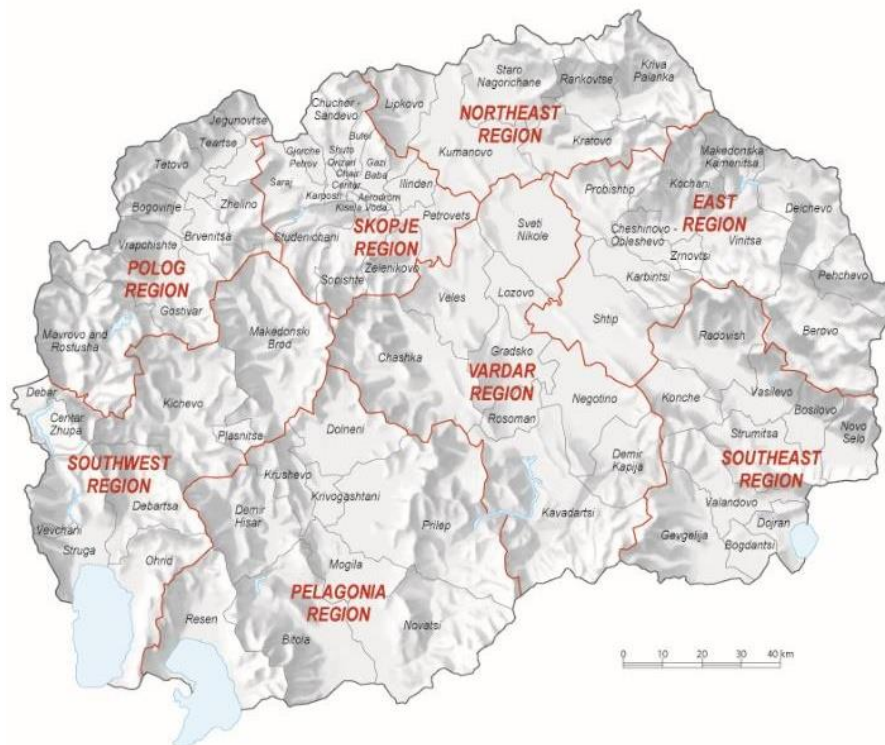 Staro
Nagorichane
Kriva
Palanka
Rankovtse
Chucher -
Sandevo
Lipkovo
NORTHEAST
REGION
Kratovo
Kumanovo
Jegunovtse
Teartse
Tetovo
Bogovinje
Zhelino
Brvenitsa
Vrapchishte
POLOG
REGION
Gostivar
Mavrovo and
Rostusha
Butel
Gjorche
Petrov
Shuto
Orizari
Chair
Centar
Karposh
Gazi
Baba
Aerodrom
Kisela Voda
Saraj
Ilinden
Petrovets
Studenichani
SKOPJE
REGION
Zelenikovo
Sopishte
Makedonska
Kamenitsa
Probishtip
Kochani
EAST
REGION
Delchevo
Cheshinovo -
Obleshevo
Vinitsa
Zrnovtsi
Karbintsi
Pehchevo
Shtip
Berovo
Sveti
Nikole
Veles
Lozovo
Chashka
Gradsko
VARDAR
REGION
Negotino
Rosoman
Demir
Kapija
Kavadartsi
Makedonski
Brod
Debar
Centar
Zhupa
Kichevo
Plasnitsa
SOUTHWEST
REGION
Debartsa
Vevchani
Struga
Ohrid
Dolneni
Krushevo
Krivogashtani
Demir
Hisar
Prilep
Mogila
PELAGONIA
REGION
Resen
Bitola
Novatsi
Radovish
Konche
Vasilevo
Bosilovo
Novo
Selo
Strumitsa
SOUTHEAST
REGION
Valandovo
Dojran
Gevgelija
Bogdantsi
0 10 20 30 40 km